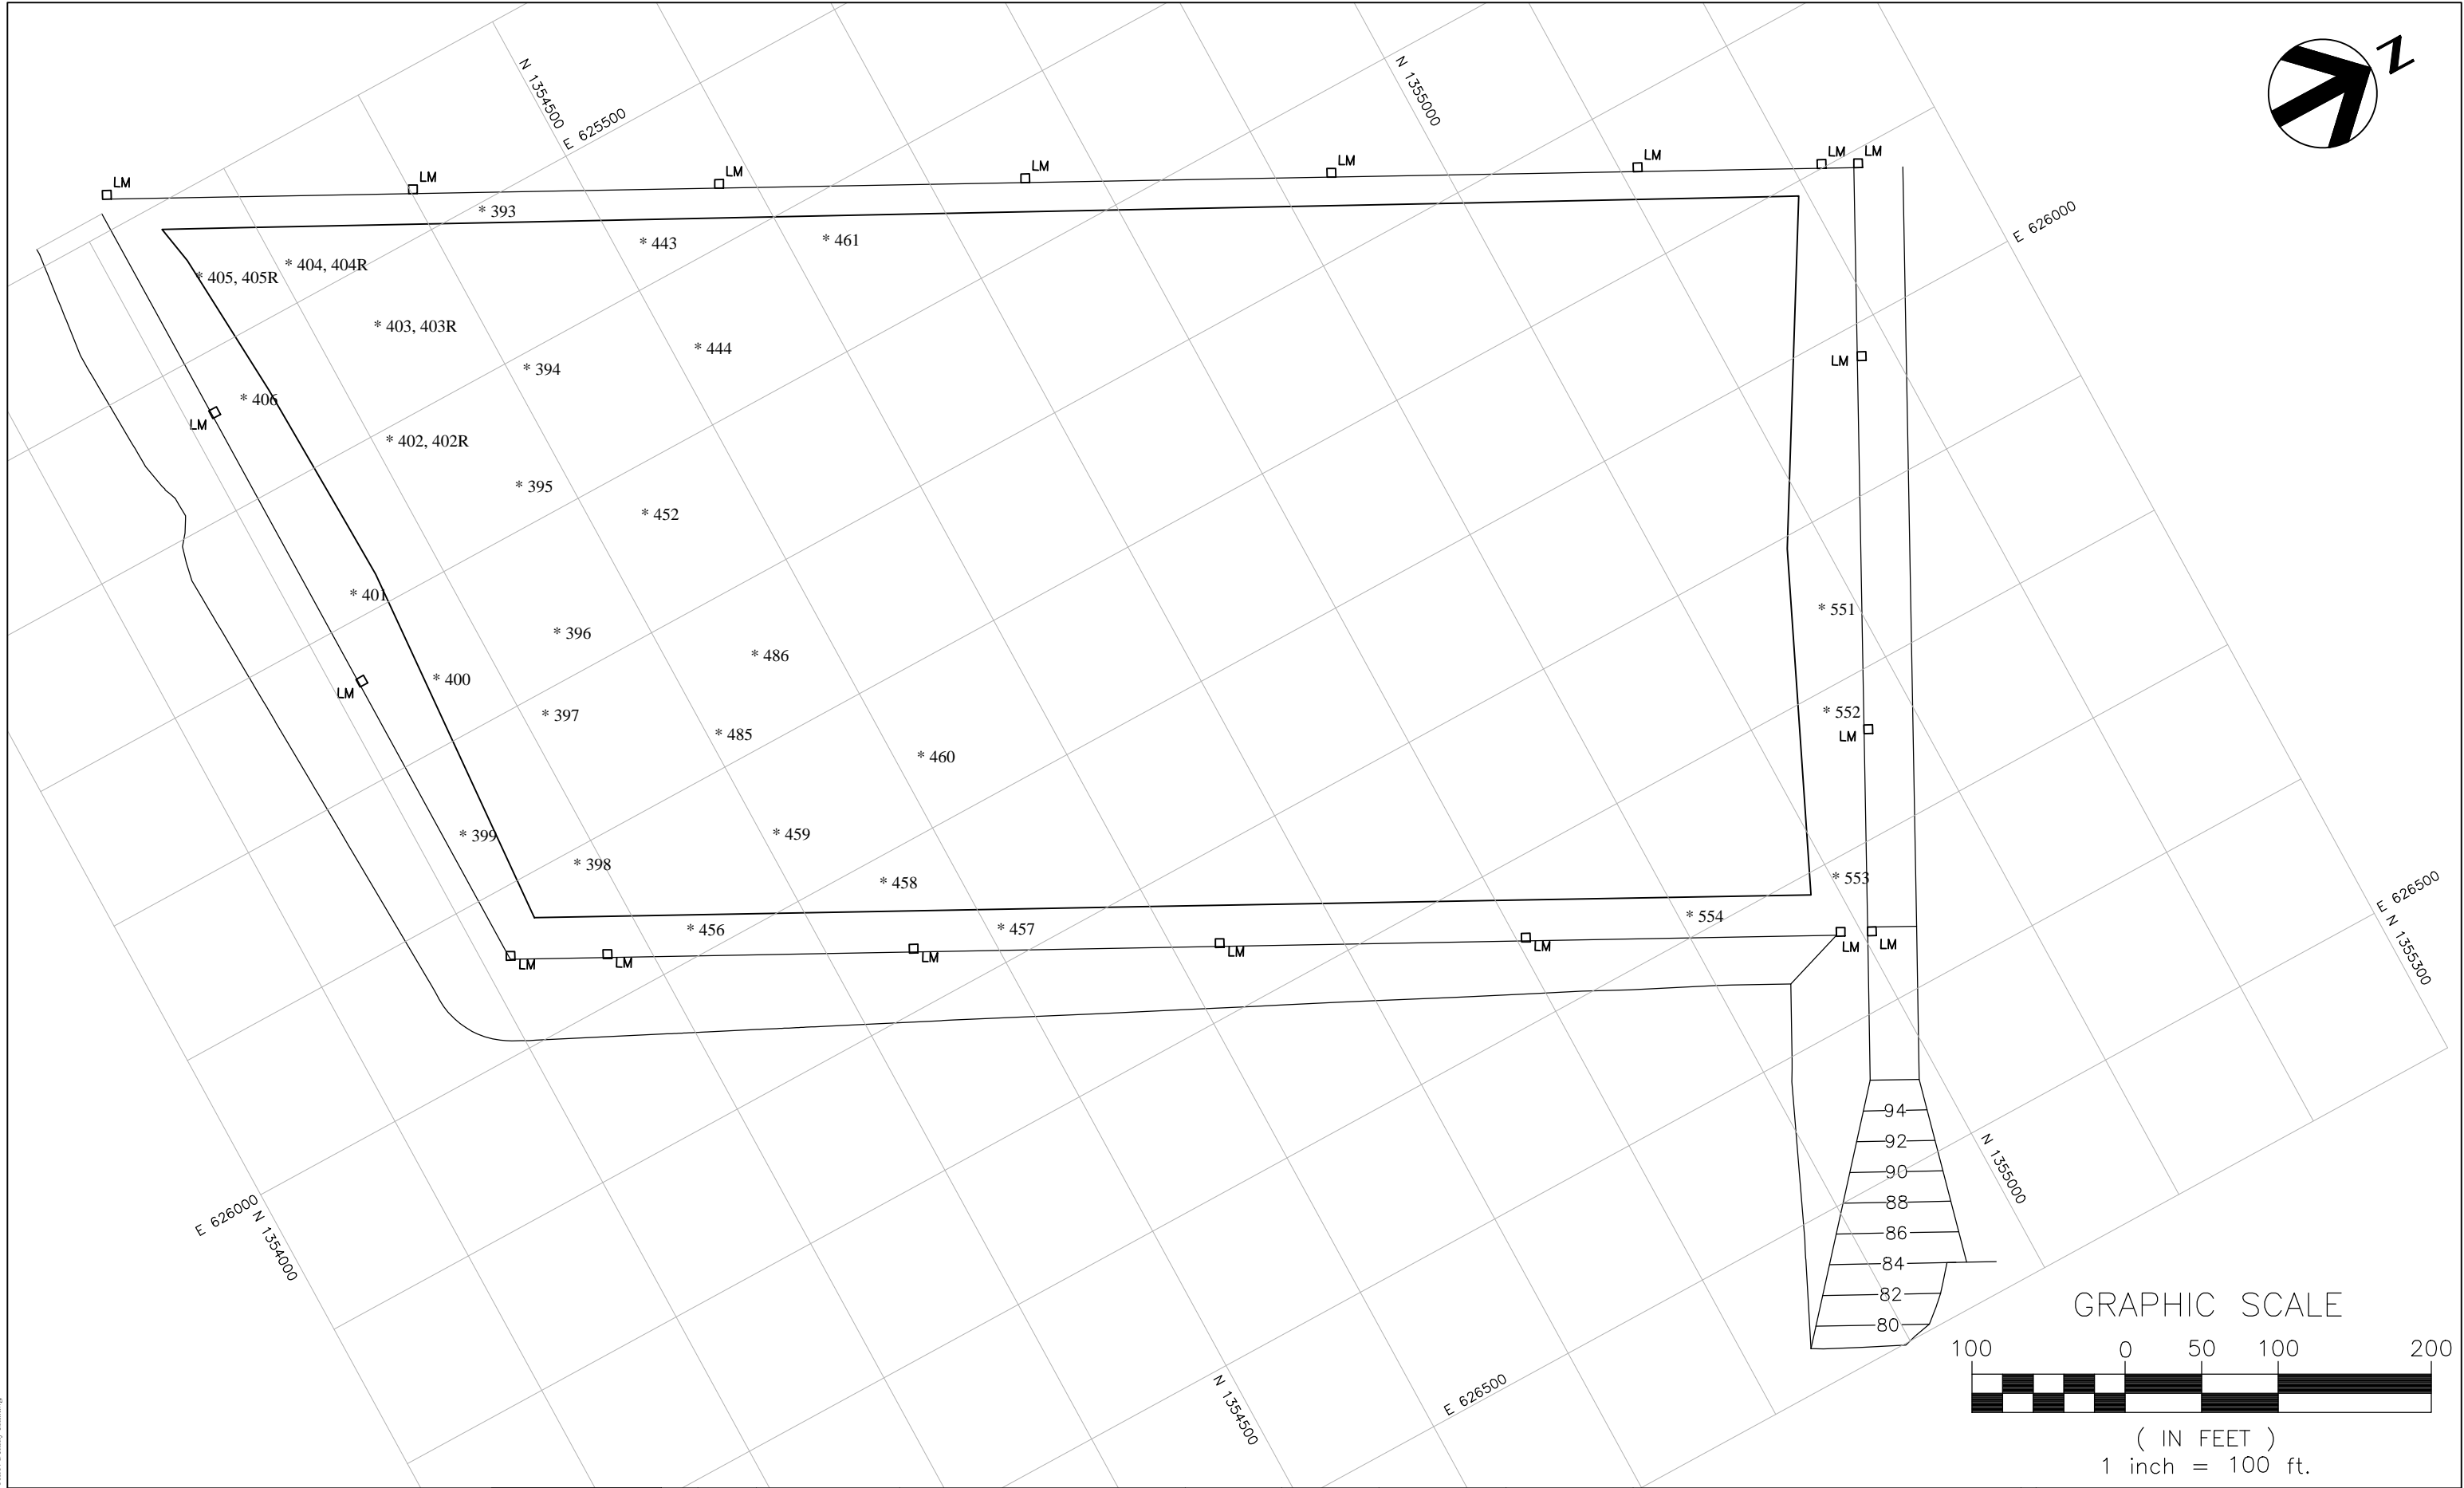 Z
N 1354500
E 625500
N 1355000
LM
LM
LM
LM
LM
LM
LM
LM
E 626000
* 393
* 443
* 461
* 404, 404R
* 405, 405R
* 403, 403R
* 444
LM
* 394
* 406
LM
* 402, 402R
* 395
* 452
* 401
* 551
* 396
* 486
* 400
LM
* 397
* 552
* 485
LM
* 460
* 399
* 459
* 398
* 458
* 553
E 626500
N 1355300
* 554
* 456
* 457
LM
LM
LM
LM
LM
LM
LM
94
92
90
88
86
84
82
80
N 1355000
E 626000
N 1354000
N 1354500
E 626500
GRAPHIC SCALE
100 0 50 100 200
( IN FEET )
1 inch = 100 ft.